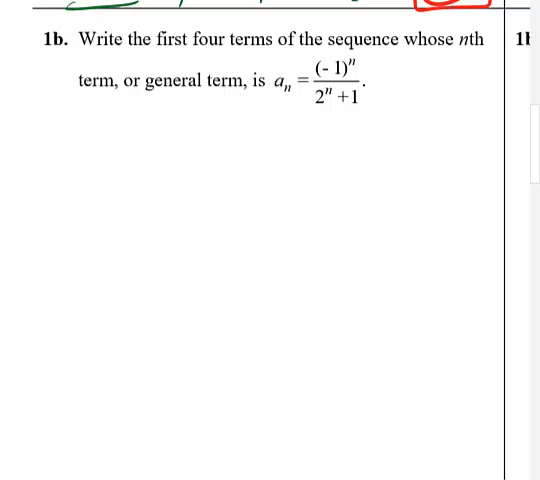 1b. Write the first four terms of the sequence whose nth
term, or general term, is aₙ = (- 1)ⁿ / 2ⁿ + 1.